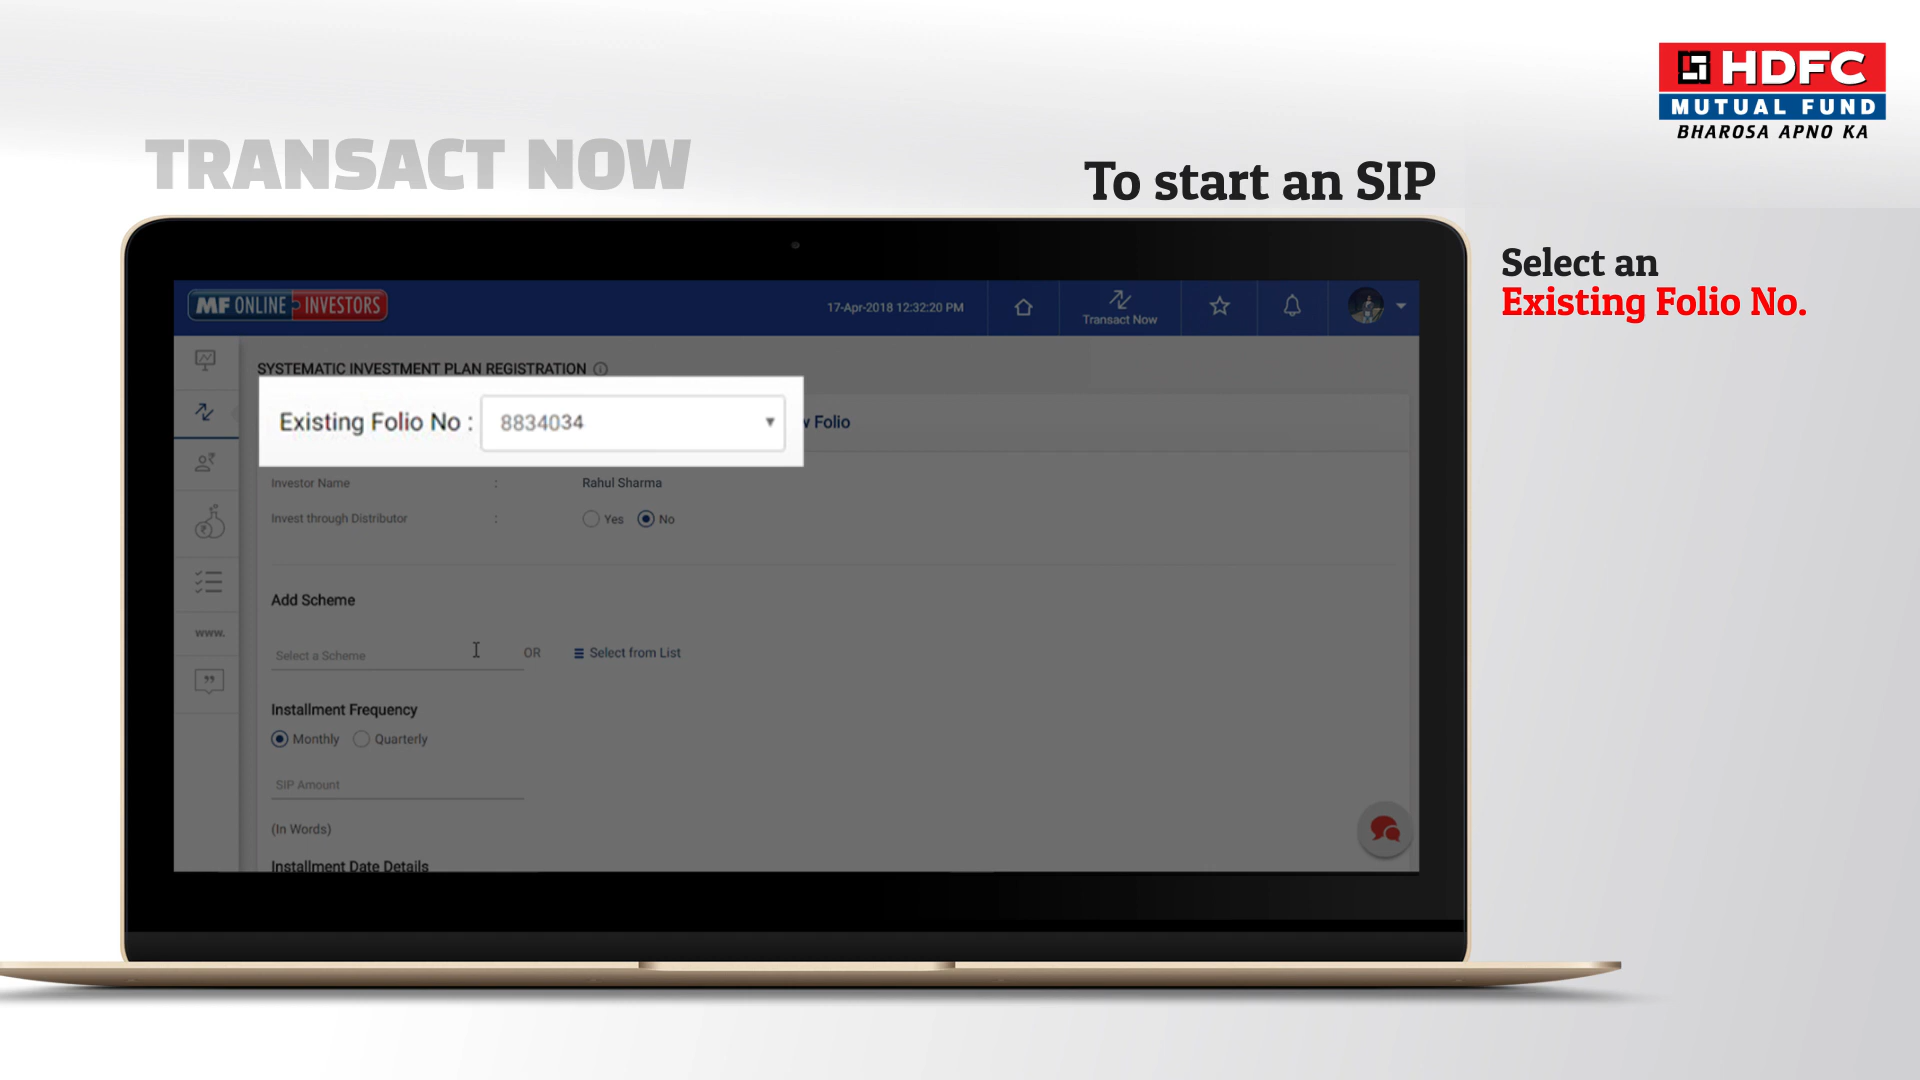 HDFC
MUTUAL FUND
BHAROSA APNO KA
TRANSACT NOW
To start an SIP
Select an
Existing Folio No.
MF ONLINE INVESTORS
17-Apr-2018 12:32:20 PM
Transact Now
SYSTEMATIC INVESTMENT PLAN REGISTRATION
Existing Folio No : 8834034
Folio
Investor Name : Rahul Sharma
Invest through Distributor : Yes No
Add Scheme
Select a Scheme OR Select from List
www.
Installment Frequency
Monthly Quarterly
SIP Amount
(In Words)
Installment Date Details